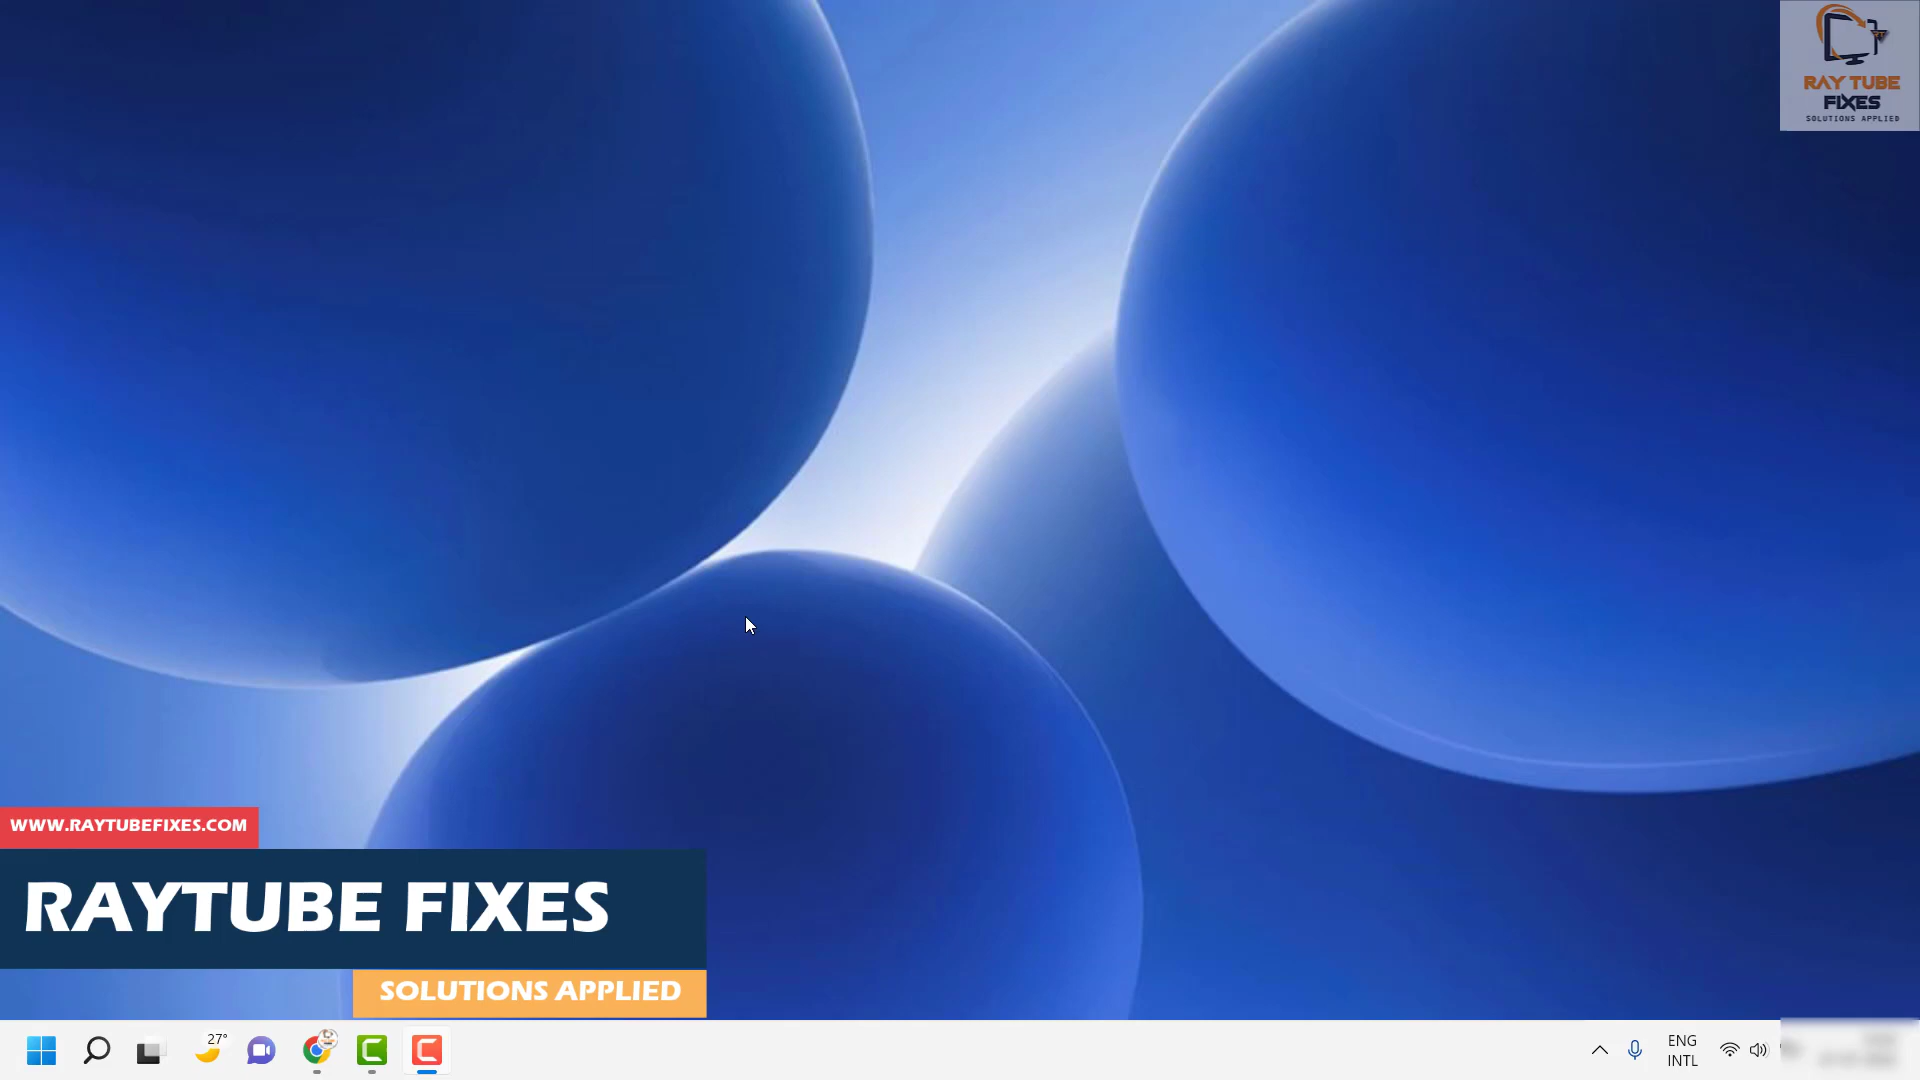 RAY TUBE
FIXES
SOLUTIONS APPLIED
WWW.RAYTUBEFIXES.COM
RAYTUBE FIXES
SOLUTIONS APPLIED
27°
ENG
INTL